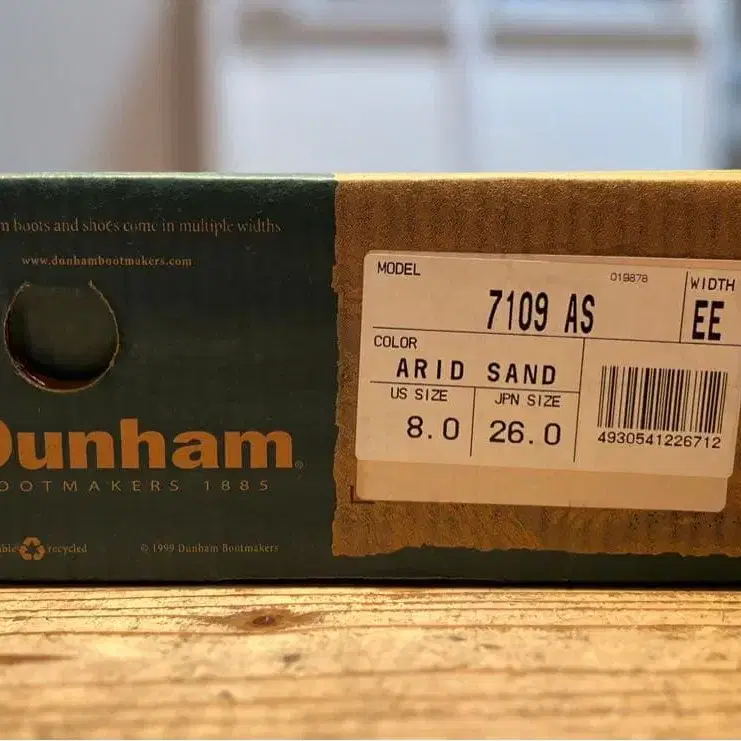 boots and shoes come in multiple widths
www.dunhambootmakers.com
Dunham®
OOTMAKERS 1885
recycled © 1999 Dunham Bootmakers
MODEL 019878
7109 AS
WIDTH
EE
COLOR
ARID SAND
US SIZE JPN SIZE
8.0 26.0
4930541226712